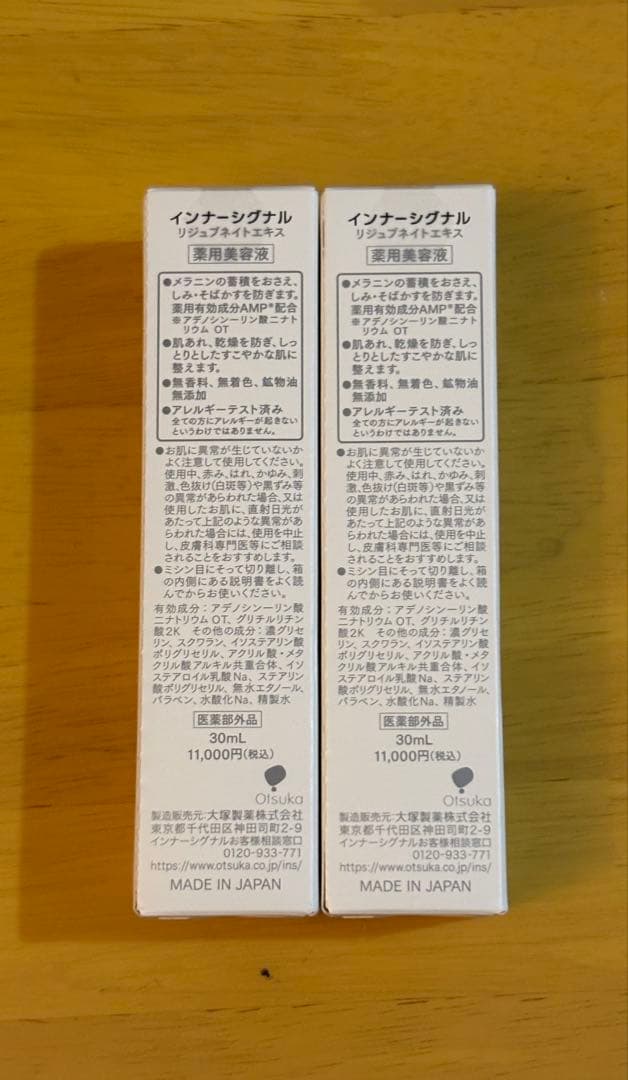 インナーシグナル
リジュブネイトエキス
薬用美容液
●メラニンの蓄積をおさえ、
しみ・そばかすを防ぎます。
薬用有効成分AMP※配合
※アデノシン一リン酸二ナト
リウム OT
●肌あれ、乾燥を防ぎ、しっ
とりとしたすこやかな肌に
整えます。
●無香料、無着色、鉱物油
無添加
●アレルギーテスト済み
全ての方にアレルギーが起きない
というわけではありません。
●お肌に異常が生じていないか
よく注意して使用してください。
使用中、赤み、はれ、かゆみ、刺
激、色抜け(白斑等)や黒ずみ等
の異常があらわれた場合、又は
使用したお肌に、直射日光が
あたって上記のような異常があ
らわれた場合には、使用を中止
し、皮膚科専門医等にご相談
されることをおすすめします。
●ミシン目にそって切り離し、箱
の内側にある説明書をよく読
んでからお使いください。
有効成分：アデノシン一リン酸
二ナトリウム OT、グリチルリチン
酸2K その他の成分：濃グリセ
リン、スクワラン、イソステアリン酸
ポリグリセリル、アクリル酸・メタ
クリル酸アルキル共重合体、イソ
ステアロイル乳酸Na、ステアリン
酸ポリグリセリル、無水エタノール、
パラベン、水酸化Na、精製水
医薬部外品
30mL
11,000円(税込)
Otsuka
製造販売元:大塚製薬株式会社
東京都千代田区神田司町2-9
インナーシグナルお客様相談窓口
0120-933-771
https://www.otsuka.co.jp/ins/
MADE IN JAPAN
インナーシグナル
リジュブネイトエキス
薬用美容液
●メラニンの蓄積をおさえ、
しみ・そばかすを防ぎます。
薬用有効成分AMP※配合
※アデノシン一リン酸二ナト
リウム OT
●肌あれ、乾燥を防ぎ、しっ
とりとしたすこやかな肌に
整えます。
●無香料、無着色、鉱物油
無添加
●アレルギーテスト済み
全ての方にアレルギーが起きない
というわけではありません。
●お肌に異常が生じていないか
よく注意して使用してください。
使用中、赤み、はれ、かゆみ、刺
激、色抜け(白斑等)や黒ずみ等
の異常があらわれた場合、又は
使用したお肌に、直射日光が
あたって上記のような異常があ
らわれた場合には、使用を中止
し、皮膚科専門医等にご相談
されることをおすすめします。
●ミシン目にそって切り離し、箱
の内側にある説明書をよく読
んでからお使いください。
有効成分：アデノシン一リン酸
二ナトリウム OT、グリチルリチン
酸2K その他の成分：濃グリセ
リン、スクワラン、イソステアリン酸
ポリグリセリル、アクリル酸・メタ
クリル酸アルキル共重合体、イソ
ステアロイル乳酸Na、ステアリン
酸ポリグリセリル、無水エタノール、
パラベン、水酸化Na、精製水
医薬部外品
30mL
11,000円(税込)
Otsuka
製造販売元:大塚製薬株式会社
東京都千代田区神田司町2-9
インナーシグナルお客様相談窓口
0120-933-771
https://www.otsuka.co.jp/ins/
MADE IN JAPAN